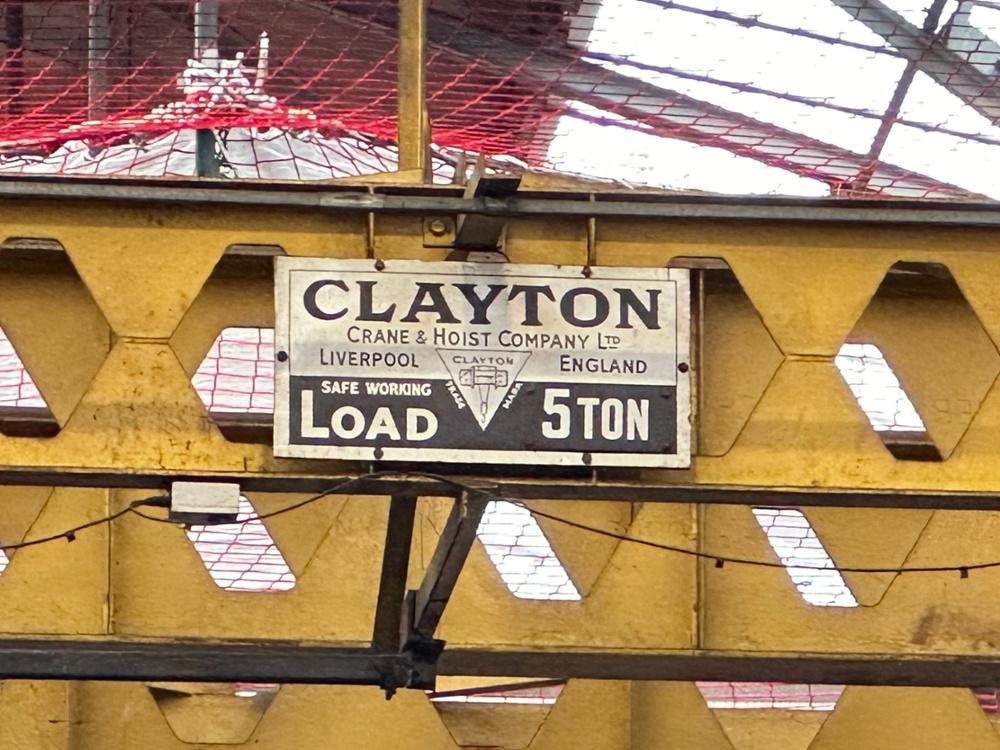 CLAYTON
CRANE & HOIST COMPANY LTD
LIVERPOOL ENGLAND
CLAYTON
TRADE MARK
SAFE WORKING
LOAD 5 TON